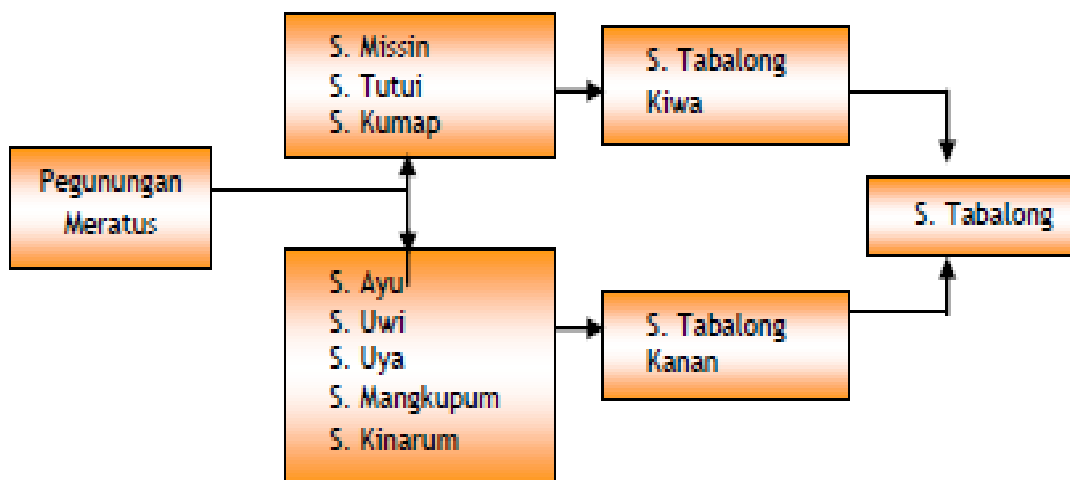 Pegunungan
Meratus
S. Missin
S. Tutui
S. Kumap
S. Ayu
S. Uwi
S. Uya
S. Mangkupum
S. Kinarum
S. Tabalong
Kiwa
S. Tabalong
Kanan
S. Tabalong